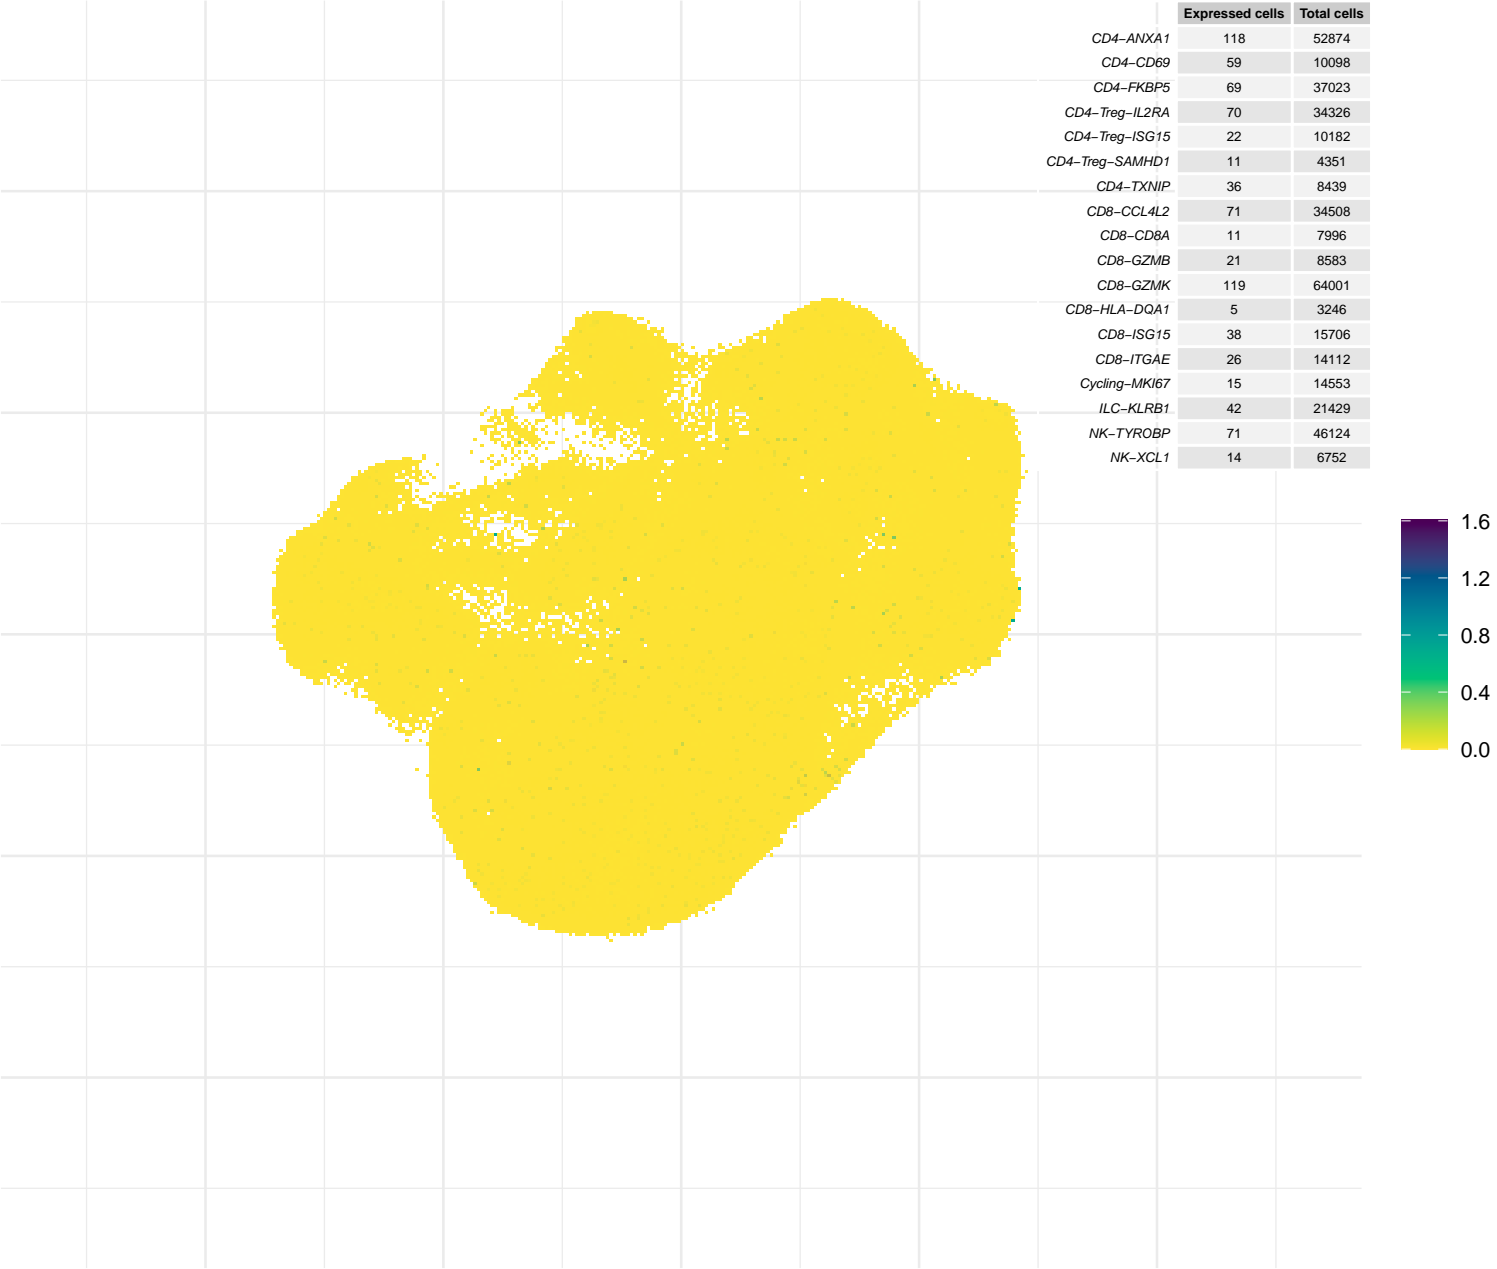 Expressed cells Total cells
CD4−ANXA1 118 52874
CD4−CD69 59 10098
CD4−FKBP5 69 37023
CD4−Treg−IL2RA 70 34326
CD4−Treg−ISG15 22 10182
CD4−Treg−SAMHD1 11 4351
CD4−TXNIP 36 8439
CD8−CCL4L2 71 34508
CD8−CD8A 11 7996
CD8−GZMB 21 8583
CD8−GZMK 119 64001
CD8−HLA−DQA1 5 3246
CD8−ISG15 38 15706
CD8−ITGAE 26 14112
Cycling−MKI67 15 14553
ILC−KLRB1 42 21429
NK−TYROBP 71 46124
NK−XCL1 14 6752
1.6
1.2
0.8
0.4
0.0